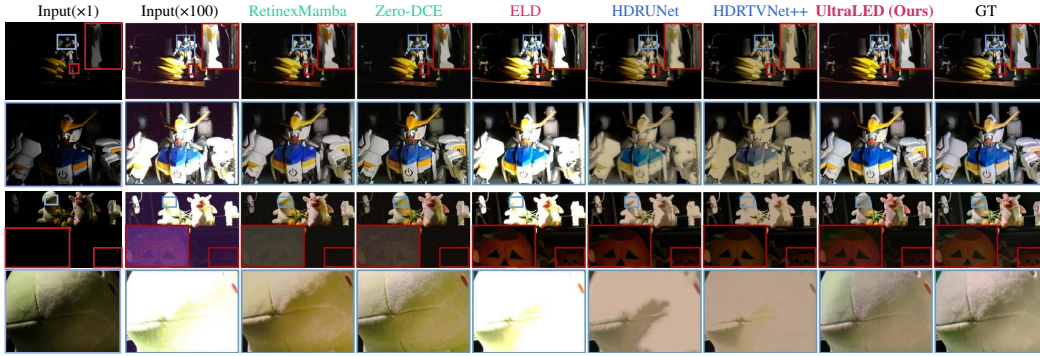 Input(×1) Input(×100) RetinexMamba Zero-DCE ELD HDRUNet HDRTVNet++ UltraLED (Ours) GT